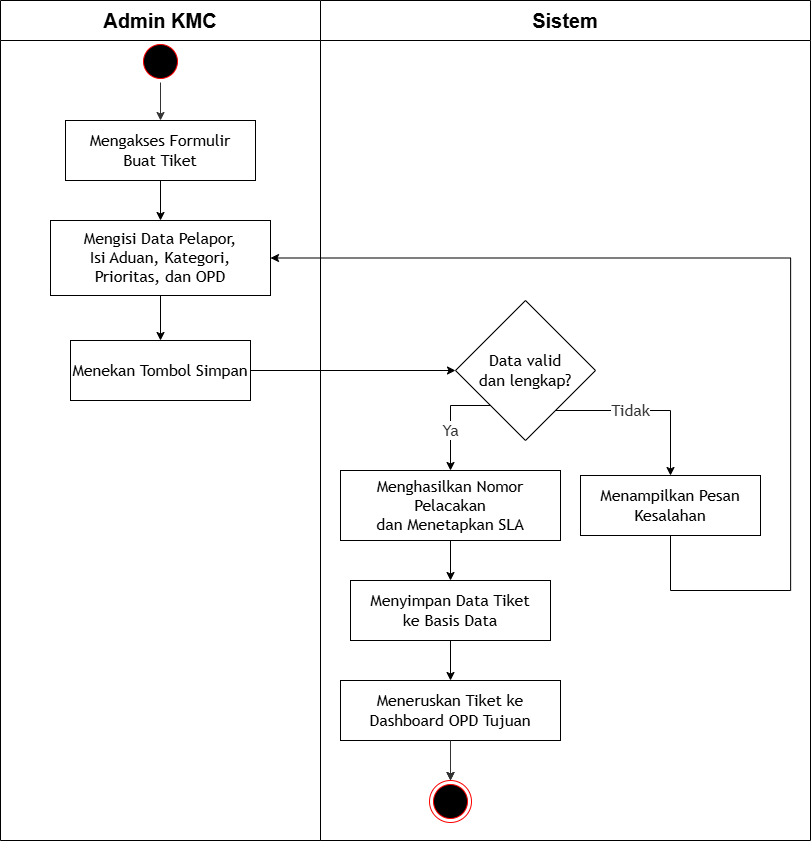 Admin KMC
Sistem
Mengakses Formulir
Buat Tiket
Mengisi Data Pelapor,
Isi Aduan, Kategori,
Prioritas, dan OPD
Menekan Tombol Simpan
Data valid
dan lengkap?
Ya
Tidak
Menghasilkan Nomor
Pelacakan
dan Menetapkan SLA
Menampilkan Pesan
Kesalahan
Menyimpan Data Tiket
ke Basis Data
Meneruskan Tiket ke
Dashboard OPD Tujuan